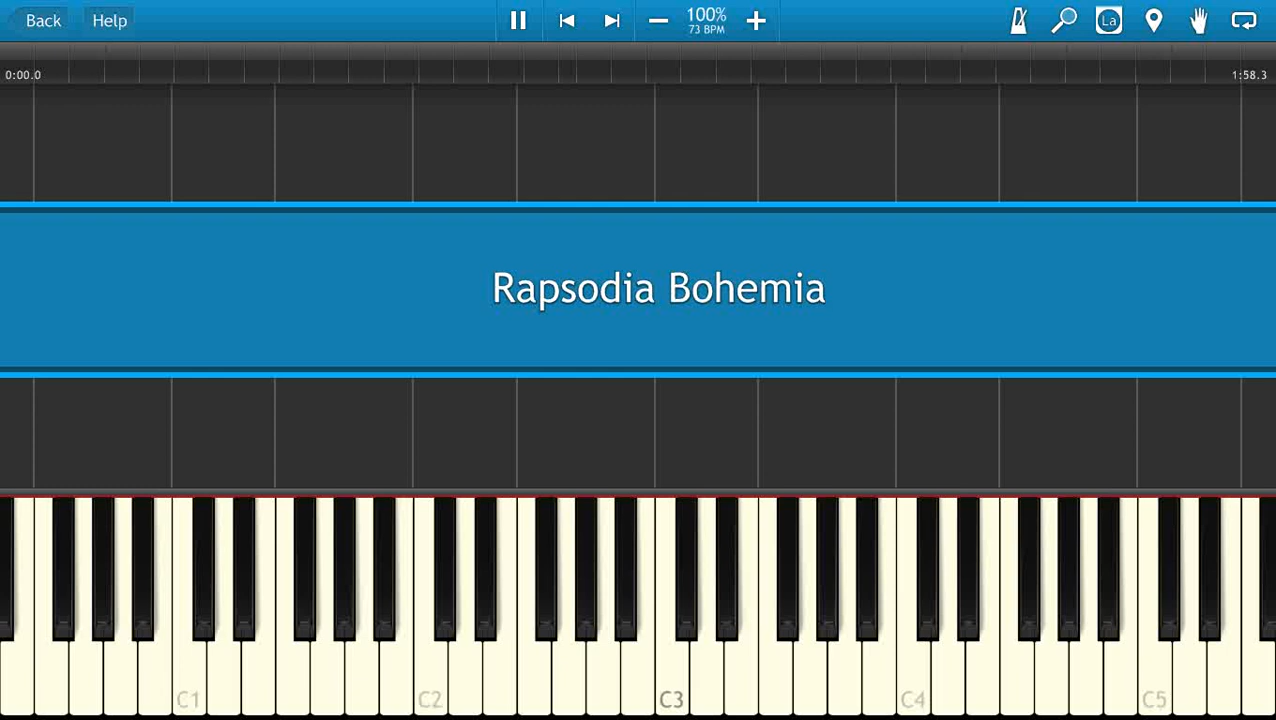 Back Help 100% La
73 BPM
0:00.0 1:58.3
Rapsodia Bohemia
C1 C2 C3 C4 C5